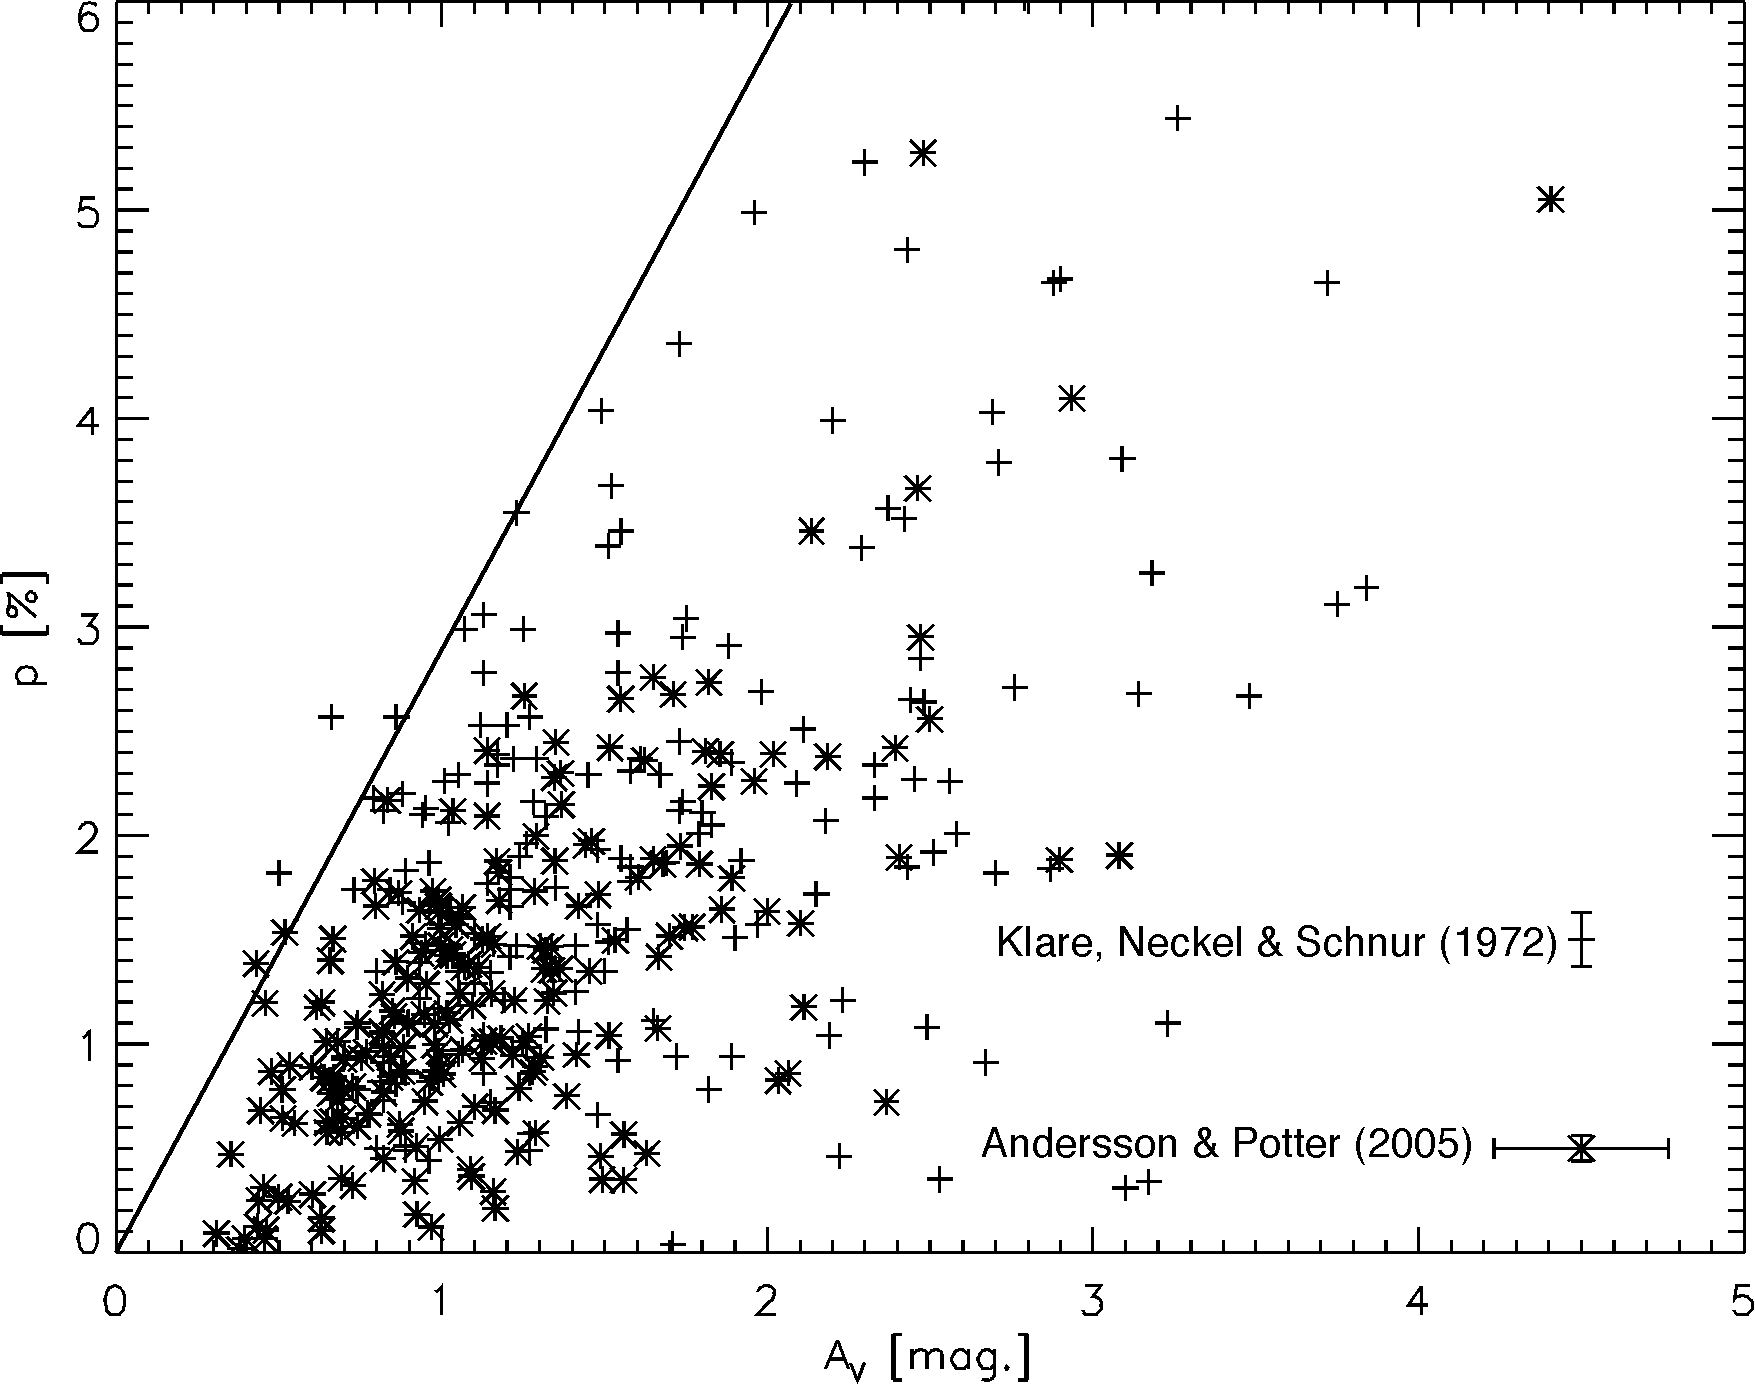 6
5
4
3
2
1
0
p [%]
Klare, Neckel & Schnur (1972)
Andersson & Potter (2005)
0 1 2 3 4 5
A_V [mag.]